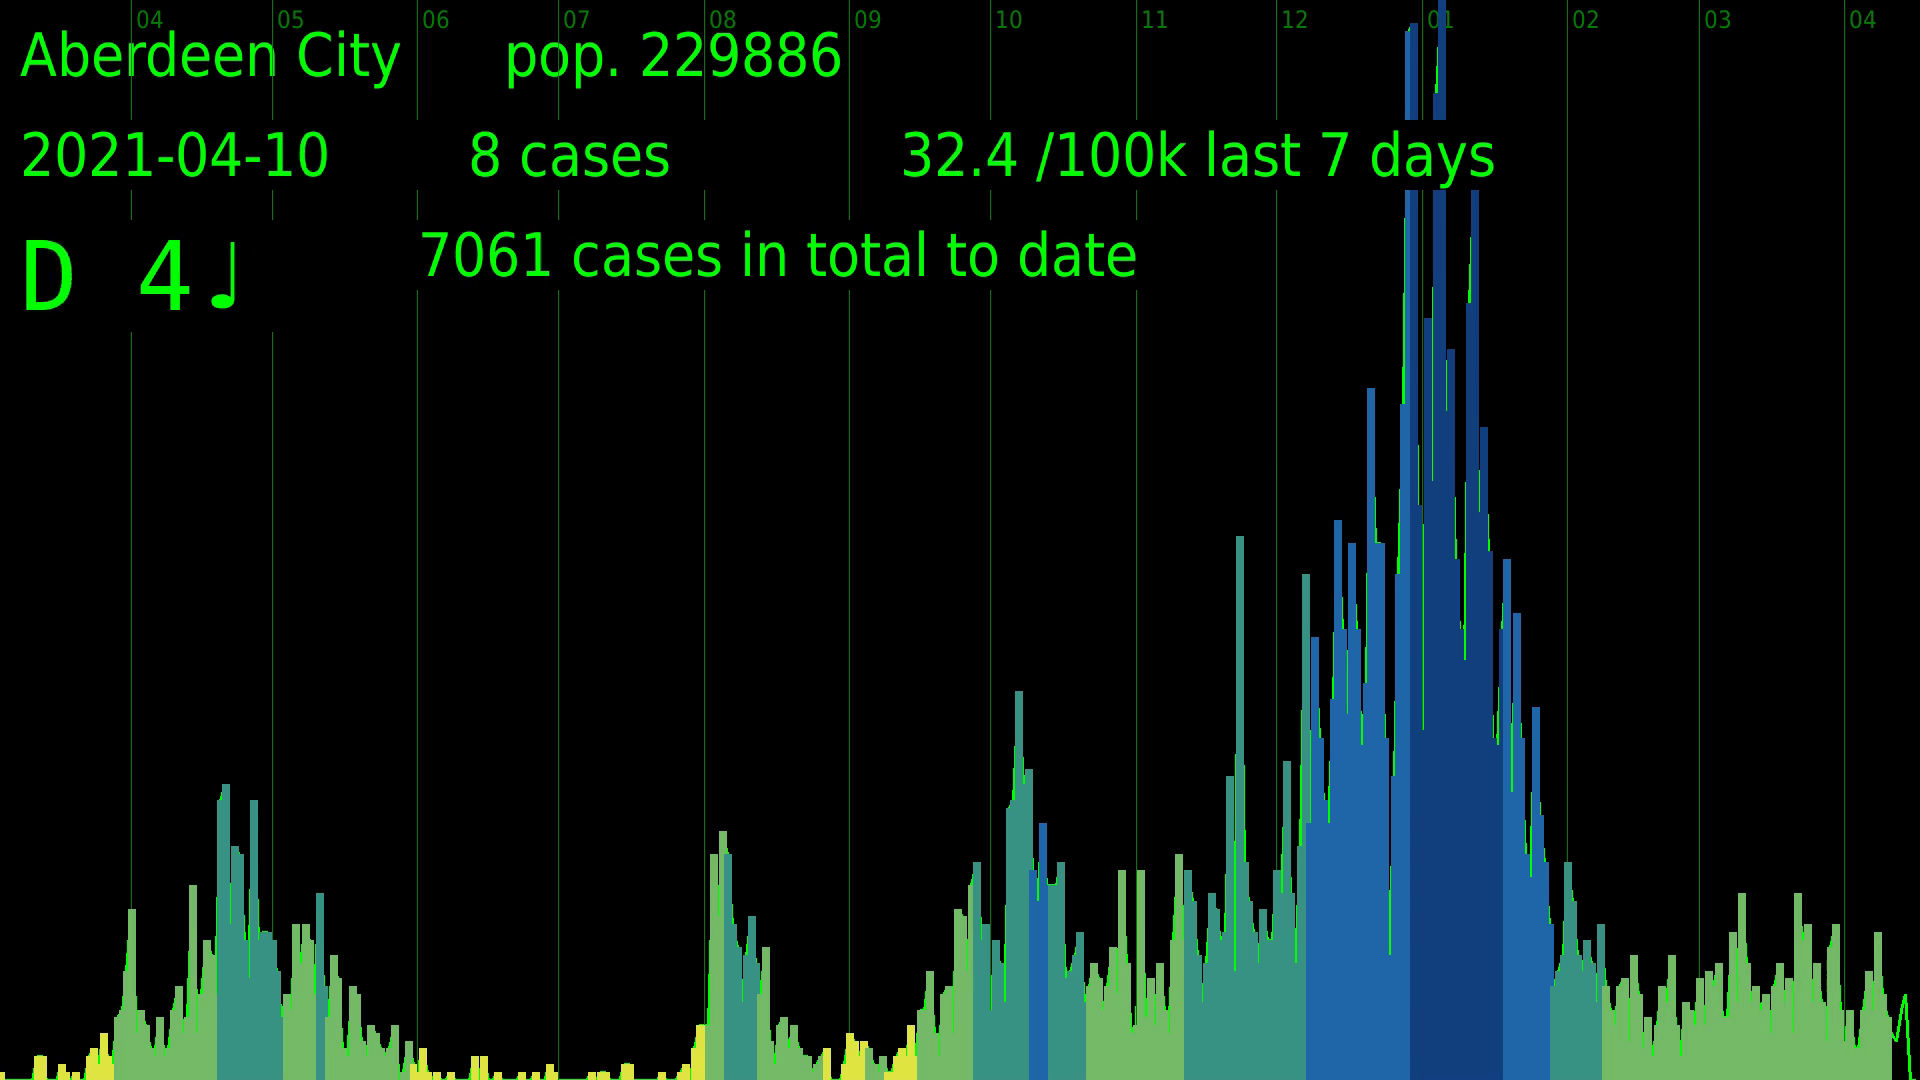 04 05 06 07 08 09 10 11 12 01 02 03 04
Aberdeen City pop. 229886
2021-04-10 8 cases 32.4 /100k last 7 days
D 4♩ 7061 cases in total to date